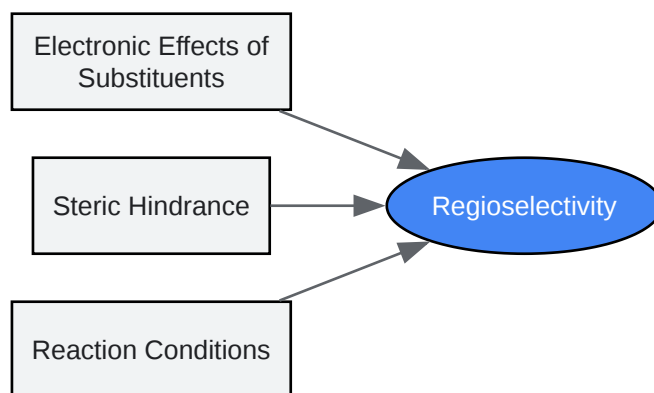 Electronic Effects of
Substituents
Steric Hindrance
Regioselectivity
Reaction Conditions